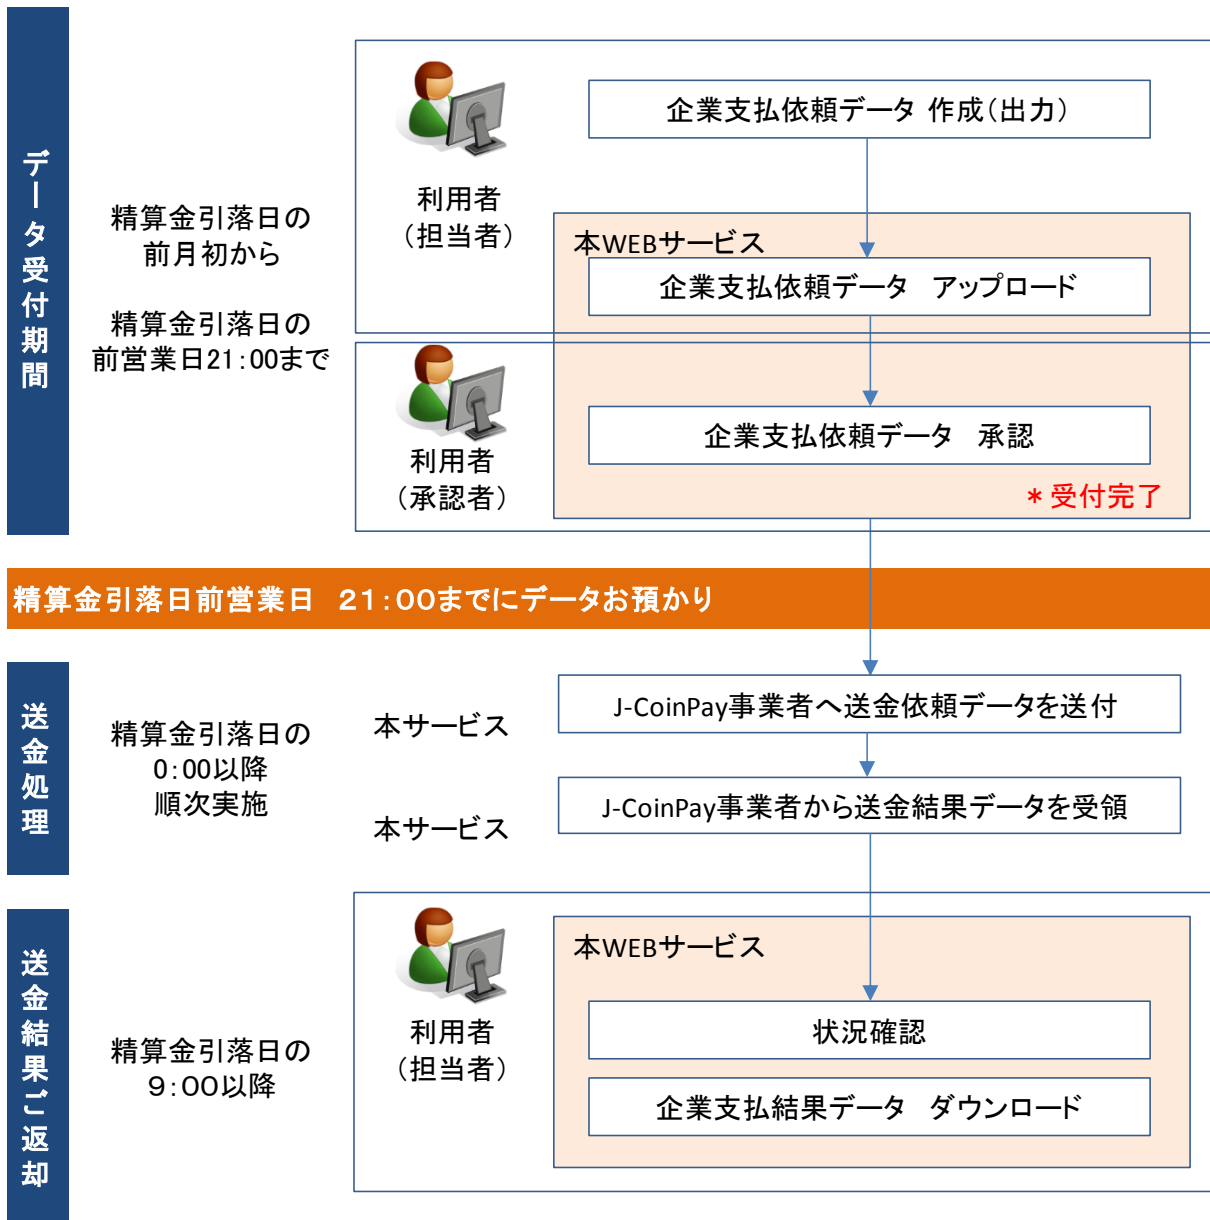 データ受付期間
精算金引落日の
前月初から
精算金引落日の
前営業日21:00まで
利用者
（担当者）
企業支払依頼データ 作成（出力）
本WEBサービス
企業支払依頼データ　アップロード
利用者
（承認者）
企業支払依頼データ　承認
＊受付完了
精算金引落日前営業日　２１：００までにデータお預かり
送金処理
精算金引落日の
0:00以降
順次実施
本サービス
J-CoinPay事業者へ送金依頼データを送付
本サービス
J-CoinPay事業者から送金結果データを受領
送金結果ご返却
精算金引落日の
９：００以降
利用者
（担当者）
本WEBサービス
状況確認
企業支払結果データ　ダウンロード